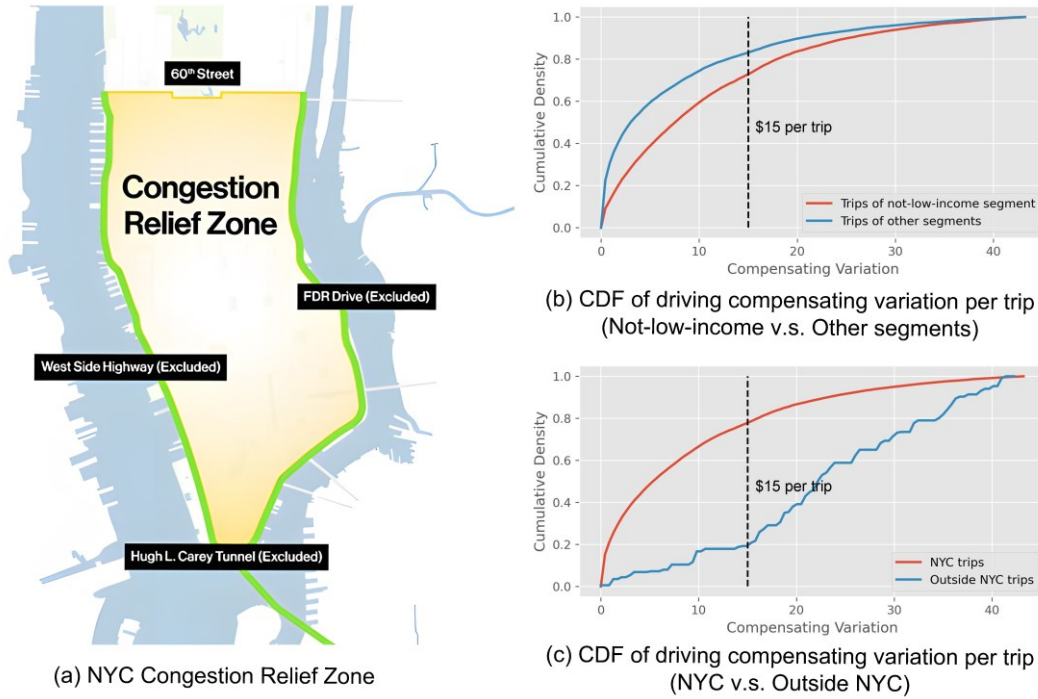 60th Street
Congestion
Relief Zone
FDR Drive (Excluded)
West Side Highway (Excluded)
Hugh L. Carey Tunnel (Excluded)
(a) NYC Congestion Relief Zone
Cumulative Density
1.0
0.8
0.6
0.4
0.2
0.0
$15 per trip
Trips of not-low-income segment
Trips of other segments
0
10
20
30
40
Compensating Variation
(b) CDF of driving compensating variation per trip
(Not-low-income v.s. Other segments)
Cumulative Density
1.0
0.8
0.6
0.4
0.2
0.0
$15 per trip
NYC trips
Outside NYC trips
0
10
20
30
40
Compensating Variation
(c) CDF of driving compensating variation per trip
(NYC v.s. Outside NYC)